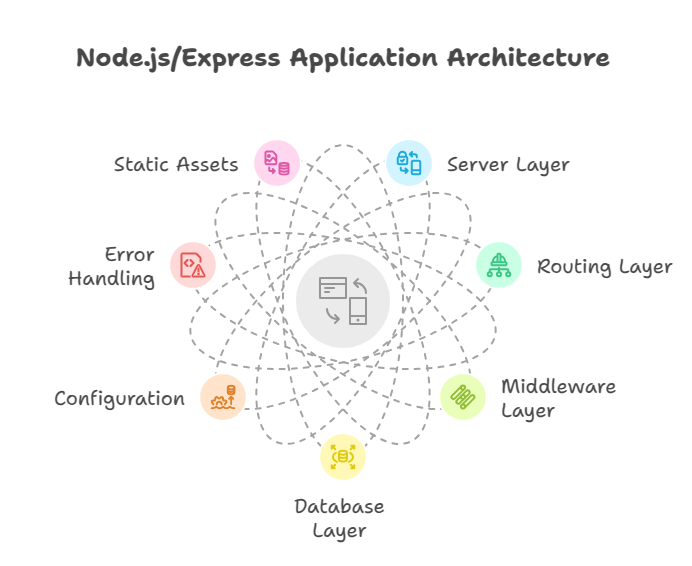 Node.js/Express Application Architecture
Static Assets
Server Layer
Error
Handling
Routing Layer
Configuration
Middleware
Layer
Database
Layer